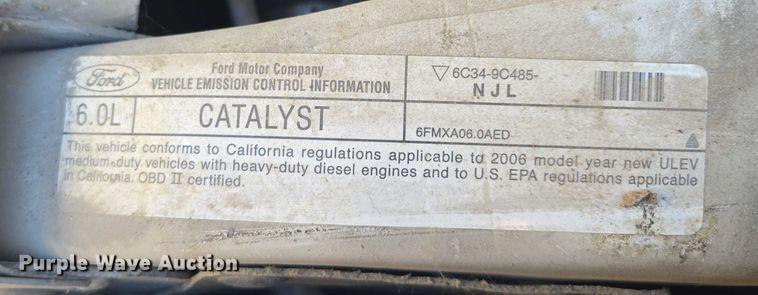 Ford
Ford Motor Company
VEHICLE EMISSION CONTROL INFORMATION
6C34-9C485-
NJL
6.0L
CATALYST
6FMXA06.0AED
This vehicle conforms to California regulations applicable to 2006 model year new ULEV
medium-duty vehicles with heavy-duty diesel engines and to U.S. EPA regulations applicable
in California. OBD II certified.
Purple Wave Auction